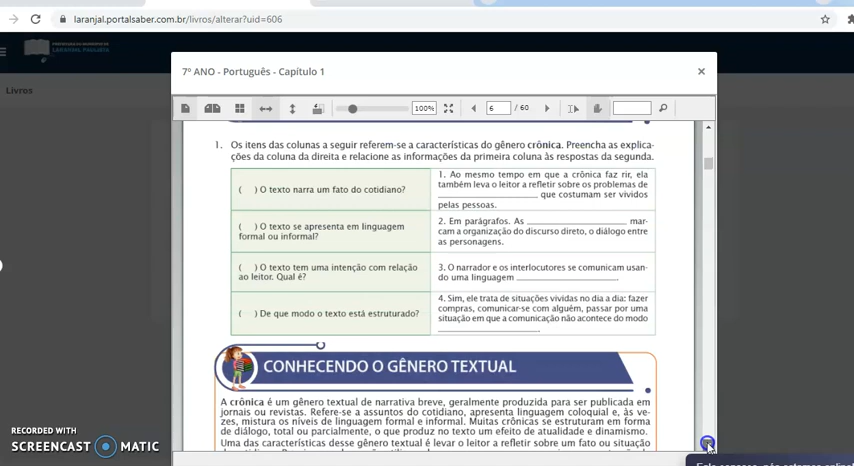 laranjal.portalsaber.com.br/livros/alterar?uid=606
Livros
7º ANO - Português - Capítulo 1
×
100%
6 / 60
1. Os itens das colunas a seguir referem-se a características do gênero crônica. Preencha as explica-
ções da coluna da direita e relacione as informações da primeira coluna às respostas da segunda.
( ) O texto narra um fato do cotidiano?
1. Ao mesmo tempo em que a crônica faz rir, ela
também leva o leitor a refletir sobre os problemas de
____________________ que costumam ser vividos
pelas pessoas.
( ) O texto se apresenta em linguagem
formal ou informal?
2. Em parágrafos. As ____________________ mar-
cam a organização do discurso direto, o diálogo entre
as personagens.
( ) O texto tem uma intenção com relação
ao leitor. Qual é?
3. O narrador e os interlocutores se comunicam usan-
do uma linguagem ____________________.
( ) De que modo o texto está estruturado?
4. Sim, ele trata de situações vividas no dia a dia: fazer
compras, comunicar-se com alguém, passar por uma
situação em que a comunicação não acontece do modo
____________________.
CONHECENDO O GÊNERO TEXTUAL
A crônica é um gênero textual de narrativa breve, geralmente produzida para ser publicada em
jornais ou revistas. Refere-se a assuntos do cotidiano, apresenta linguagem coloquial e, às ve-
zes, mistura os níveis de linguagem formal e informal. Muitas crônicas se estruturam em forma
de diálogo, total ou parcialmente, o que produz no texto um efeito de atualidade e dinamismo.
Uma das características desse gênero textual é levar o leitor a refletir sobre um fato ou situação
RECORDED WITH
SCREENCAST MATIC